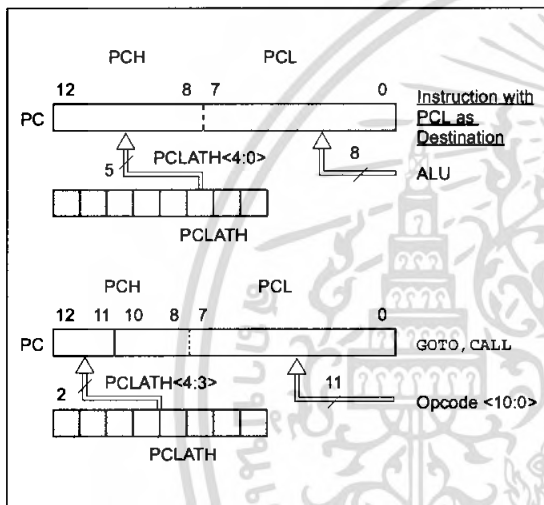 PCH PCL
12 8 7 0
Instruction with
PCL as
Destination
PC
5 PCLATH<4:0> 8
ALU
PCLATH
PCH PCL
12 11 10 8 7 0
PC GOTO, CALL
2 PCLATH<4:3> 11
Opcode <10:0>
PCLATH